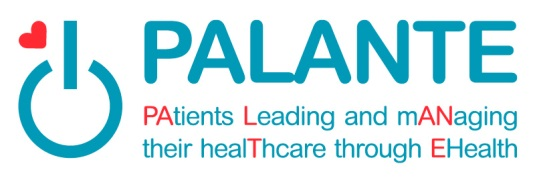 PALANTE
PAtients Leading and mANaging
their healThcare through EHealth